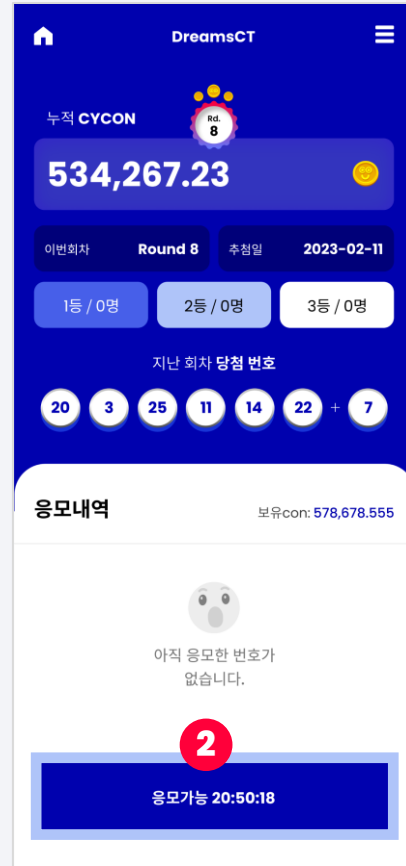 DreamsCT
누적 CYCON
Rd.
8
534,267.23
이번회차 Round 8 추첨일 2023-02-11
1등 / 0명 2등 / 0명 3등 / 0명
지난 회차 당첨 번호
20 3 25 11 14 22 + 7
응모내역 보유con: 578,678.555
아직 응모한 번호가
없습니다.
2
응모가능 20:50:18